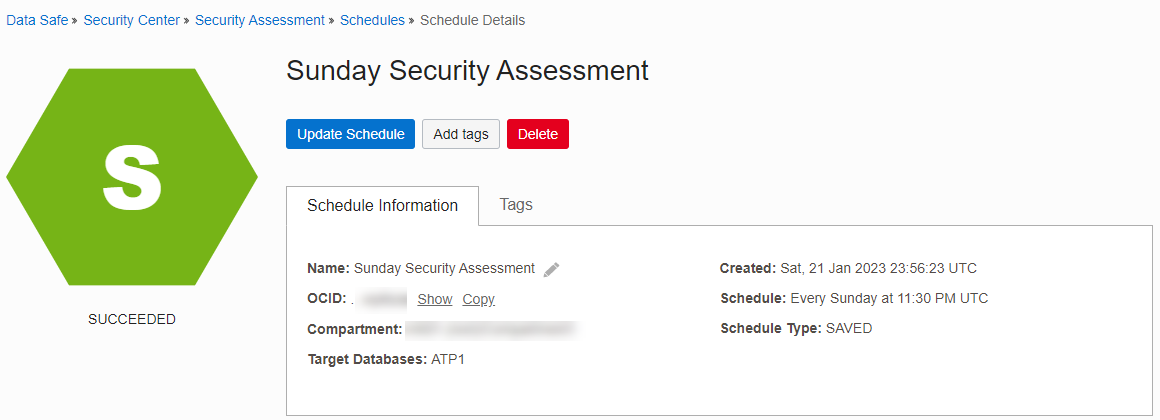 Data Safe » Security Center » Security Assessment » Schedules » Schedule Details
Sunday Security Assessment
Update Schedule Add tags Delete
S
SUCCEEDED
Schedule Information Tags
Name: Sunday Security Assessment Created: Sat, 21 Jan 2023 23:56:23 UTC
OCID: . Show Copy Schedule: Every Sunday at 11:30 PM UTC
Compartment: Schedule Type: SAVED
Target Databases: ATP1